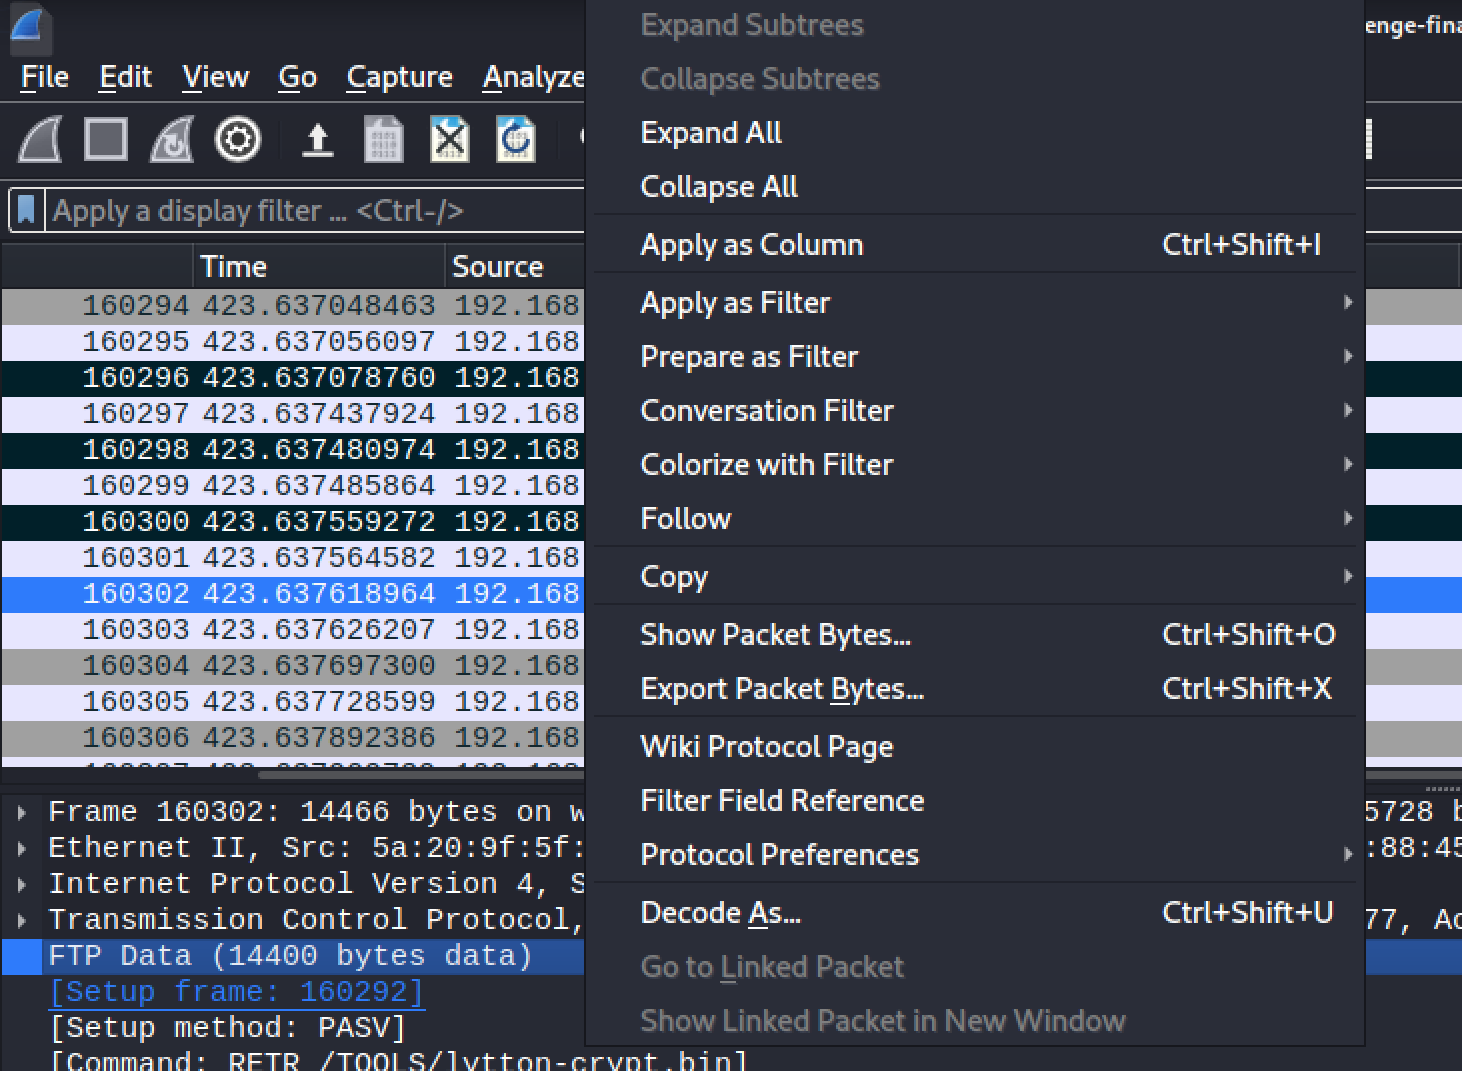 enge-fina
File Edit View Go Capture Analyze
Apply a display filter ... <Ctrl-/>
Time Source
160294 423.637048463 192.168
160295 423.637056097 192.168
160296 423.637078760 192.168
160297 423.637437924 192.168
160298 423.637480974 192.168
160299 423.637485864 192.168
160300 423.637559272 192.168
160301 423.637564582 192.168
160302 423.637618964 192.168
160303 423.637626207 192.168
160304 423.637697300 192.168
160305 423.637728599 192.168
160306 423.637892386 192.168
Frame 160302: 14466 bytes on w 5728 b
Ethernet II, Src: 5a:20:9f:5f: :88:45
Internet Protocol Version 4, S
Transmission Control Protocol, 77, Ac
FTP Data (14400 bytes data)
[Setup frame: 160292]
[Setup method: PASV]
[Command: RETR /TOOLS/lytton-crypt.bin]
Expand Subtrees
Collapse Subtrees
Expand All
Collapse All
Apply as Column Ctrl+Shift+I
Apply as Filter
Prepare as Filter
Conversation Filter
Colorize with Filter
Follow
Copy
Show Packet Bytes... Ctrl+Shift+O
Export Packet Bytes... Ctrl+Shift+X
Wiki Protocol Page
Filter Field Reference
Protocol Preferences
Decode As... Ctrl+Shift+U
Go to Linked Packet
Show Linked Packet in New Window